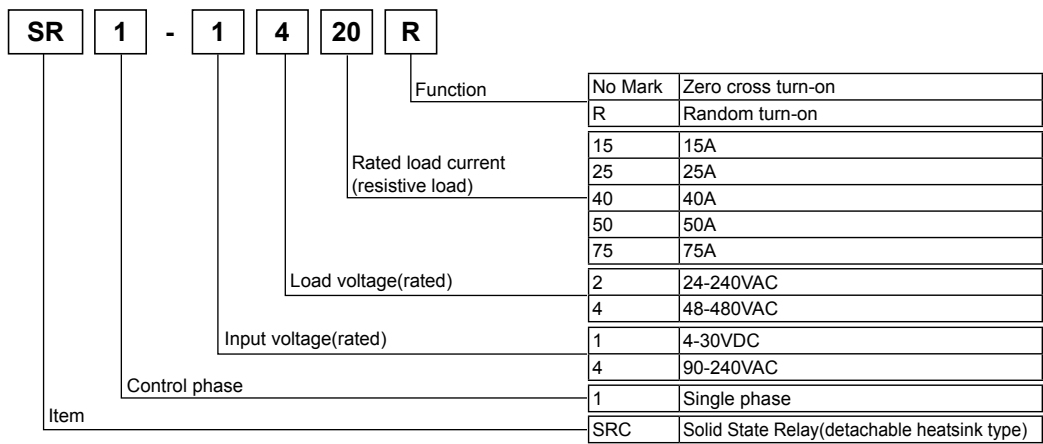 SR 1 - 1 4 20 R
Function
No Mark Zero cross turn-on
R Random turn-on
Rated load current
(resistive load)
15 15A
25 25A
40 40A
50 50A
75 75A
Load voltage(rated)
2 24-240VAC
4 48-480VAC
Input voltage(rated)
1 4-30VDC
4 90-240VAC
Control phase
1 Single phase
Item
SRC Solid State Relay(detachable heatsink type)